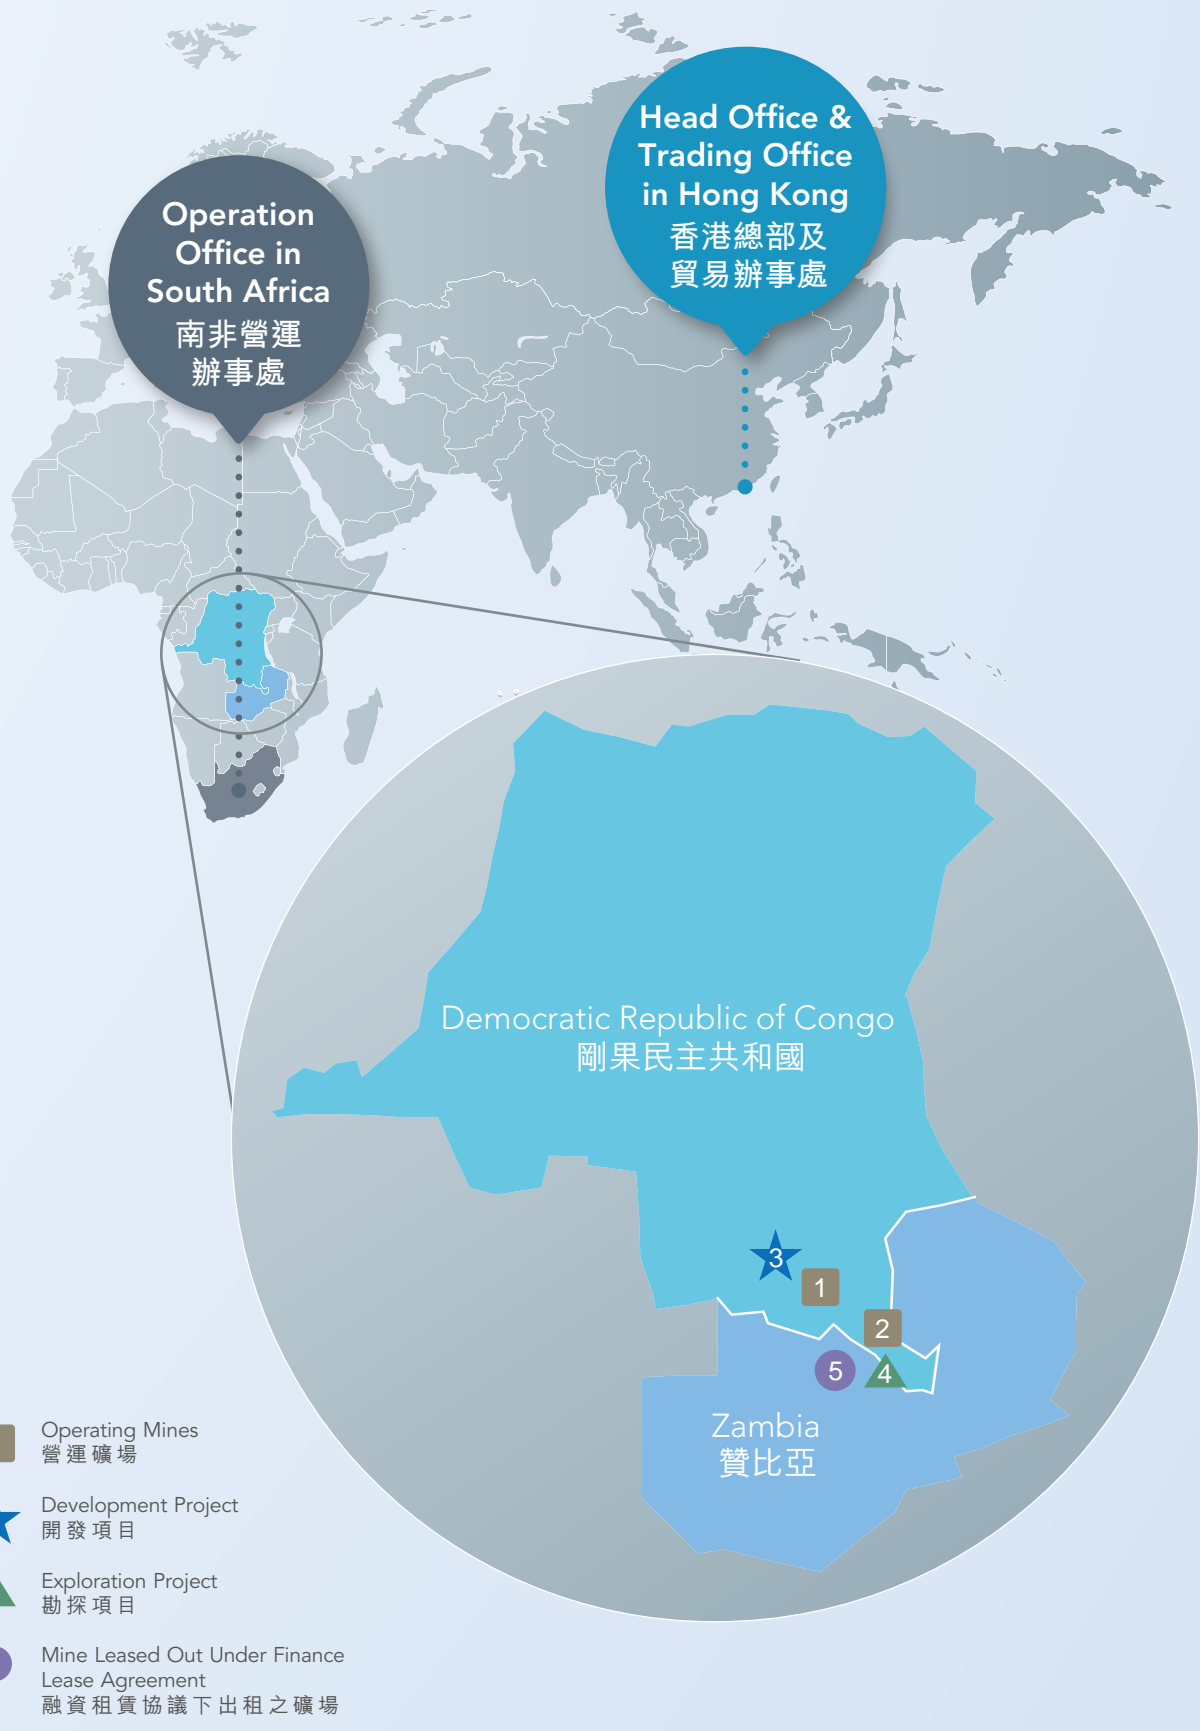 Head Office &
Trading Office
in Hong Kong
香港總部及
貿易辦事處
Operation
Office in
South Africa
南非營運
辦事處
Democratic Republic of Congo
剛果民主共和國
3
1
2
5
4
Zambia
贊比亞
Operating Mines
營運礦場
Development Project
開發項目
Exploration Project
勘探項目
Mine Leased Out Under Finance
Lease Agreement
融資租賃協議下出租之礦場